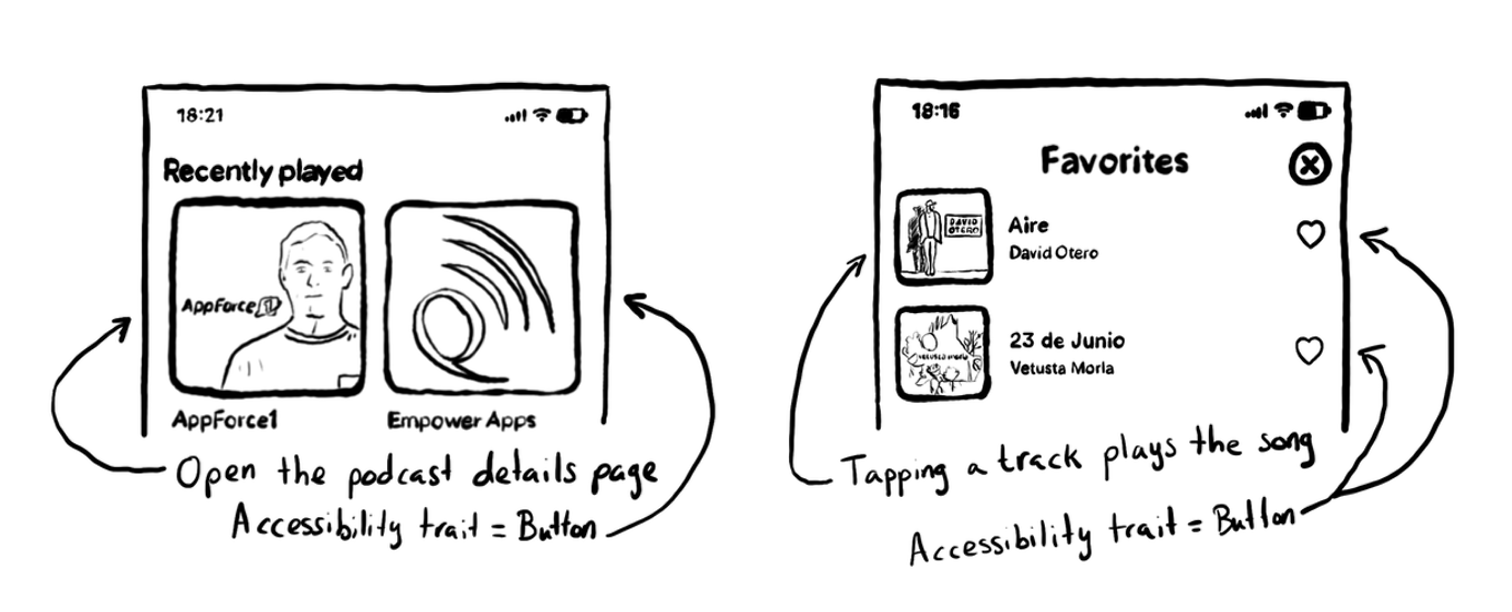 18:21
Recently played
AppForce1
AppForce1
Empower Apps
Open the podcast details page
Accessibility trait = Button
18:16
Favorites
DAVID
OTERO
Aire
David Otero
vetusta morla
23 de Junio
Vetusta Morla
Tapping a track plays the song
Accessibility trait = Button